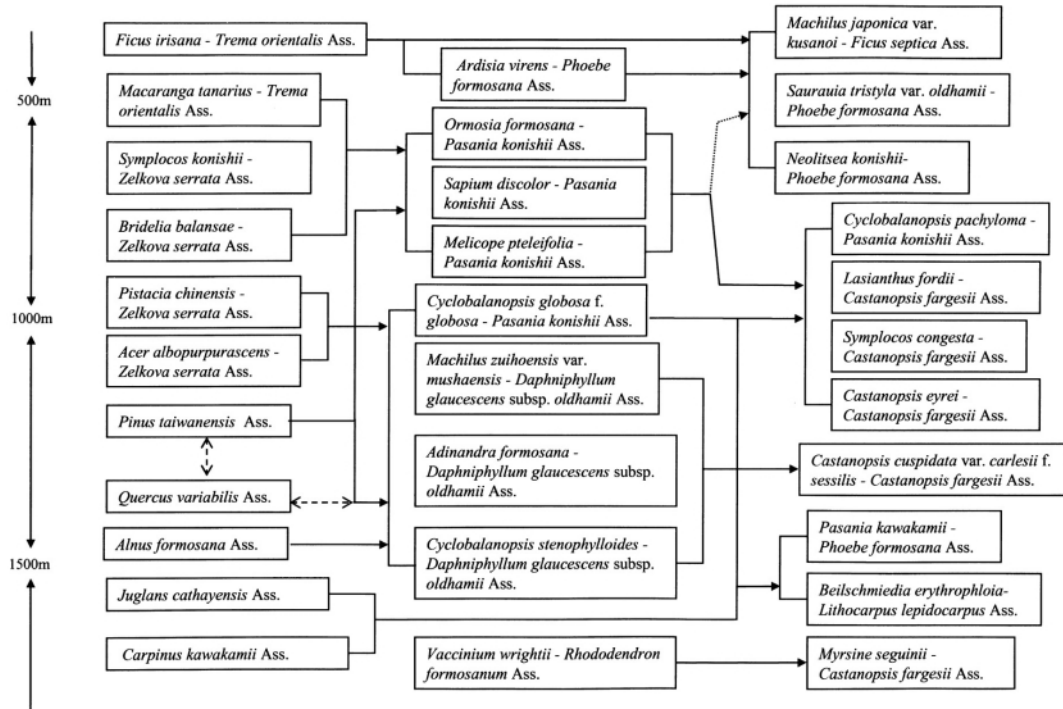 500m
1000m
1500m
Ficus irisana - Trema orientalis Ass.
Macaranga tanarius - Trema
orientalis Ass.
Symplocos konishii -
Zelkova serrata Ass.
Bridelia balansae -
Zelkova serrata Ass.
Pistacia chinensis -
Zelkova serrata Ass.
Acer albopurpurascens -
Zelkova serrata Ass.
Pinus taiwanensis Ass.
Quercus variabilis Ass.
Alnus formosana Ass.
Juglans cathayensis Ass.
Carpinus kawakamii Ass.
Ardisia virens - Phoebe
formosana Ass.
Ormosia formosana -
Pasania konishii Ass.
Sapium discolor - Pasania
konishii Ass.
Melicope pteleifolia -
Pasania konishii Ass.
Cyclobalanopsis globosa f.
globosa - Pasania konishii Ass.
Machilus zuihoensis var.
mushaensis - Daphniphyllum
glaucescens subsp. oldhamii Ass.
Adinandra formosana -
Daphniphyllum glaucescens subsp.
oldhamii Ass.
Cyclobalanopsis stenophylloides -
Daphniphyllum glaucescens subsp.
oldhamii Ass.
Vaccinium wrightii - Rhododendron
formosanum Ass.
Machilus japonica var.
kusanoi - Ficus septica Ass.
Saurauia tristyla var. oldhamii -
Phoebe formosana Ass.
Neolitsea konishii-
Phoebe formosana Ass.
Cyclobalanopsis pachyloma -
Pasania konishii Ass.
Lasianthus fordii -
Castanopsis fargesii Ass.
Symplocos congesta -
Castanopsis fargesii Ass.
Castanopsis eyrei -
Castanopsis fargesii Ass.
Castanopsis cuspidata var. carlesii f.
sessilis - Castanopsis fargesii Ass.
Pasania kawakamii -
Phoebe formosana Ass.
Beilschmiedia erythrophloia-
Lithocarpus lepidocarpus Ass.
Myrsine seguinii -
Castanopsis fargesii Ass.